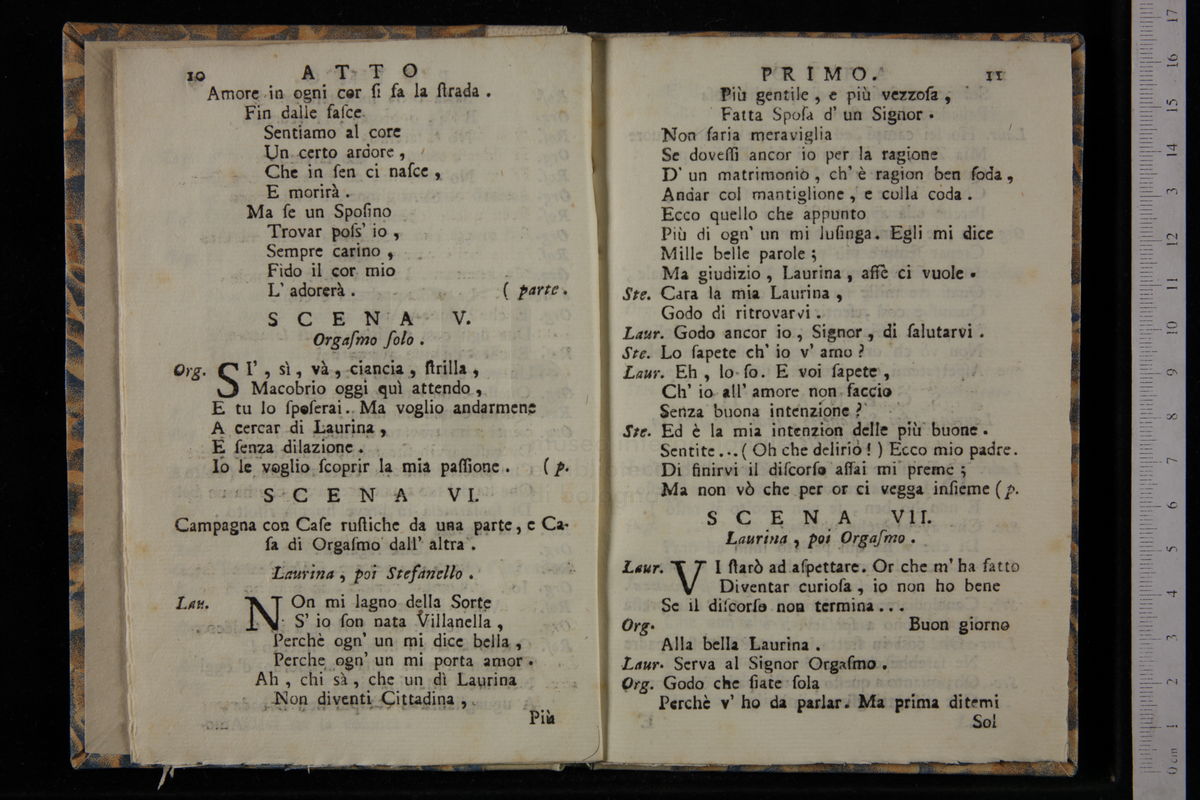 10 ATTO
Amore in ogni cor ſi fa la ſtrada .
Fin dalle faſce
Sentiamo al core
Un certo ardore ,
Che in ſen ci naſce ,
E morirà .
Ma ſe un Spoſino
Trovar poſs' io ,
Sempre carino ,
Fido il cor mio
L' adorerà . ( parte .
SCENA V.
Orgaſmo ſolo .
Org. SI' , sì , và , ciancia , ſtrilla ,
Macobrio oggi quì attendo ,
E tu lo ſpoſerai. Ma voglio andarmene
A cercar di Laurina ,
E ſenza dilazione .
Io le voglio ſcoprir la mia paſſione . ( p.
SCENA VI.
Campagna con Caſe ruſtiche da una parte, e Ca-
ſa di Orgaſmo dall' altra .
Laurina , poi Stefanello .
Lau. NOn mi lagno della Sorte
S' io ſon nata Villanella ,
Perchè ogn' un mi dice bella ,
Perche ogn' un mi porta amor .
Ah , chi sà , che un dì Laurina
Non diventi Cittadina ,
Più
PRIMO. 11
Più gentile , e più vezzoſa ,
Fatta Spoſa d' un Signor .
Non ſaria meraviglia
Se doveſſi ancor io per la ragione
D' un matrimonio , ch' è ragion ben ſoda ,
Andar col mantiglione , e colla coda .
Ecco quello che appunto
Più di ogn' un mi luſinga. Egli mi dice
Mille belle parole ;
Ma giudizio , Laurina , affè ci vuole .
Ste. Cara la mia Laurina ,
Godo di ritrovarvi .
Laur. Godo ancor io , Signor , di ſalutarvi .
Ste. Lo ſapete ch' io v' amo ?
Laur. Eh , lo ſo. E voi ſapete ,
Ch' io all' amore non faccio
Senza buona intenzione ?
Ste. Ed è la mia intenzion delle più buone .
Sentite ... ( Oh che delirio ! ) Ecco mio padre.
Di finirvi il diſcorſo aſſai mi preme ;
Ma non vò che per or ci vegga inſieme ( p.
SCENA VII.
Laurina , poi Orgaſmo .
Laur. VI ſtarò ad aſpettare. Or che m' ha fatto
Diventar curioſa , io non ho bene
Se il diſcorſo non termina ...
Org. Buon giorno
Alla bella Laurina .
Laur. Serva al Signor Orgaſmo .
Org. Godo che ſiate ſola
Perchè v' ho da parlar. Ma prima ditemi
Sol